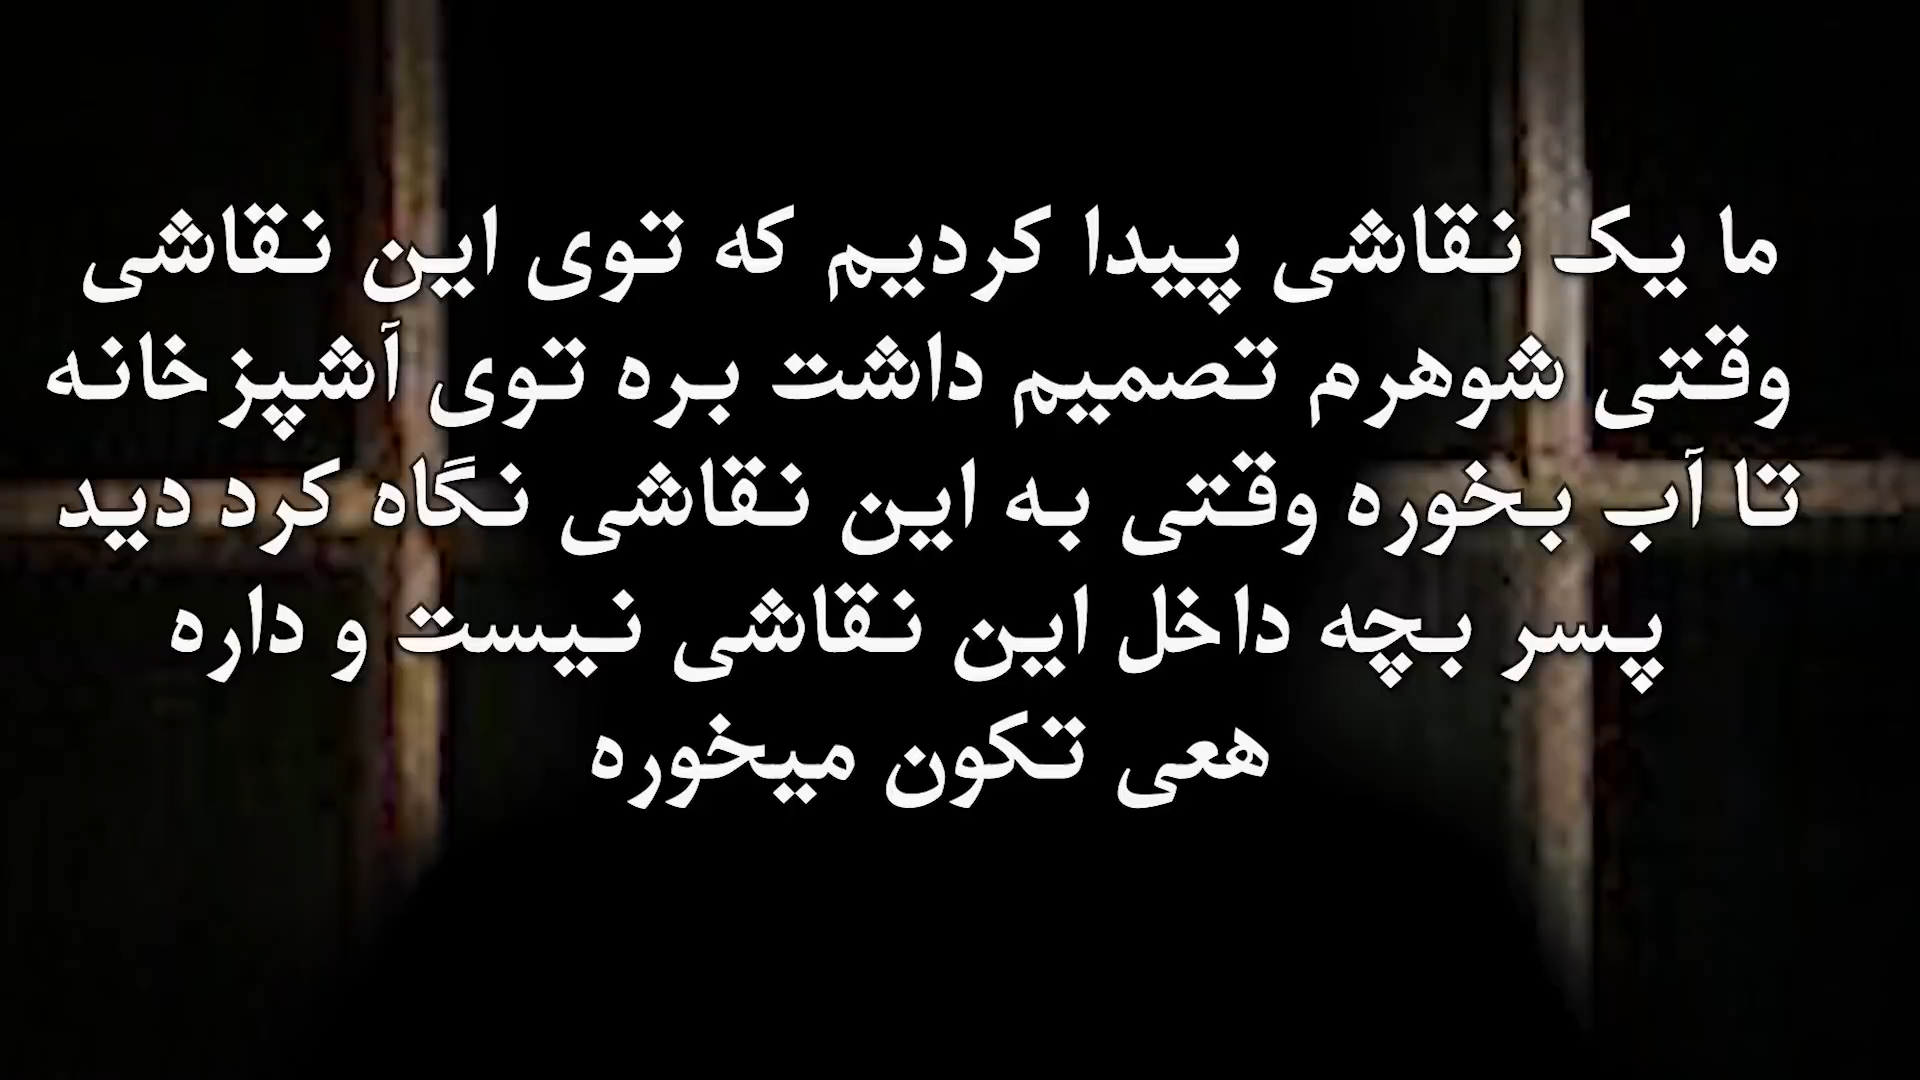 ما یک نقاشی پیدا کردیم که توی این نقاشی
وقتی شوهرم تصمیم داشت بره توی آشپزخانه
تا آب بخوره وقتی به این نقاشی نگاه کرد دید
پسر بچه داخل این نقاشی نیست و داره
هعی تکون میخوره